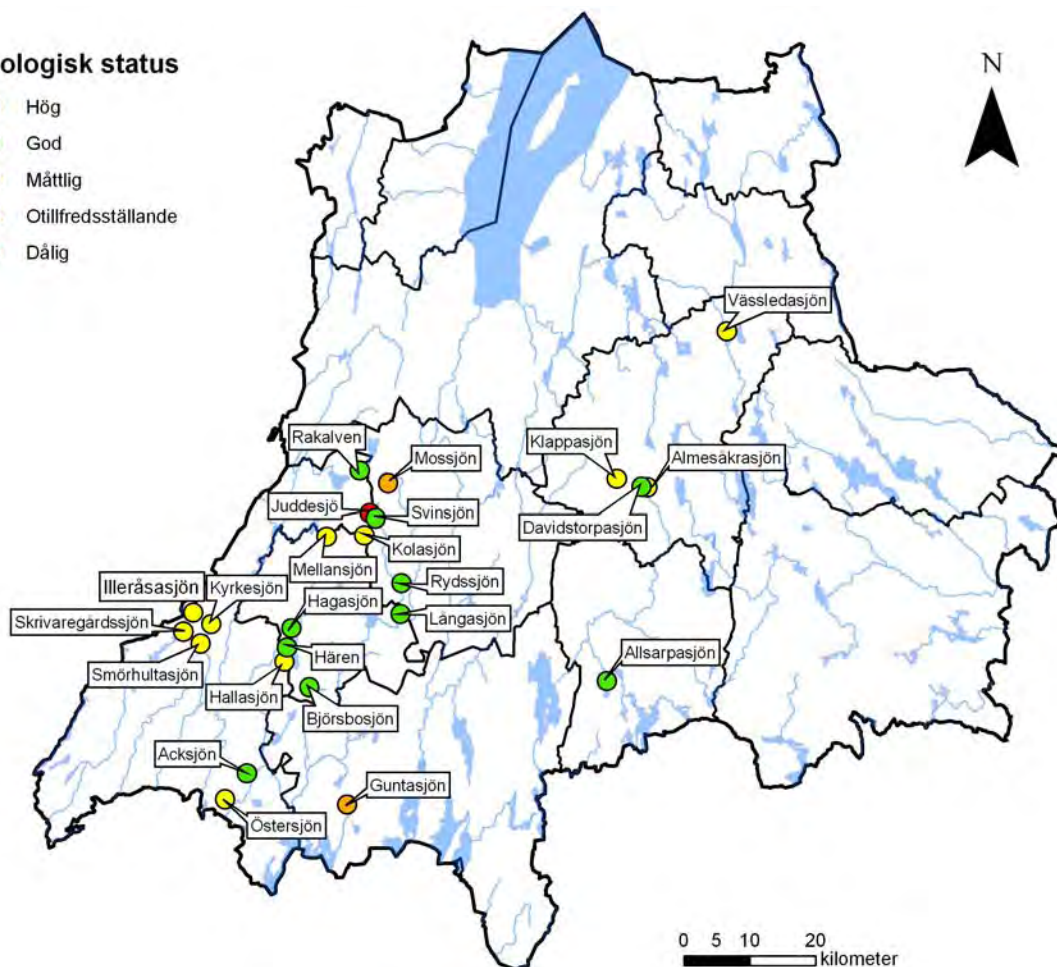 ologisk status
Hög
God
Måttlig
Otillfredsställande
Dålig
N
Vässledasjön
Rakalven
Mossjön
Klappasjön
Almesåkrasjön
Juddesjö
Svinsjön
Davidstorpasjön
Kolasjön
Mellansjön
Illeråsasjön
Kyrkesjön
Hagasjön
Rydssjön
Skrivaregårdssjön
Långasjön
Hären
Allsarpasjön
Smörhultasjön
Hallasjön
Björsbosjön
Acksjön
Guntasjön
Östersjön
0 5 10 20
kilometer